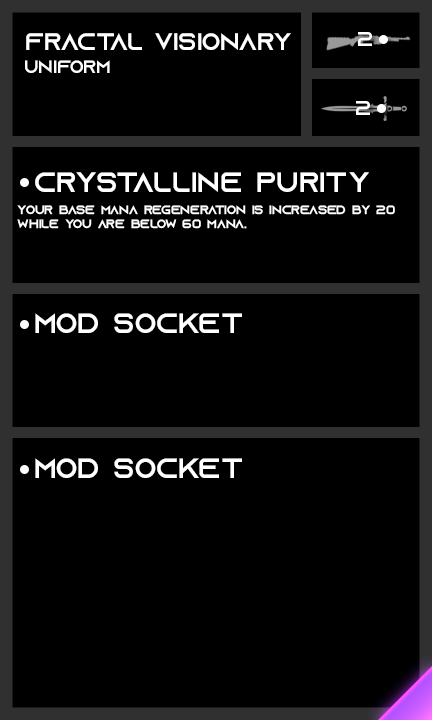 FRACTAL VISIONARY
UNIFORM
2•
2•
•CRYSTALLINE PURITY
YOUR BASE MANA REGENERATION IS INCREASED BY 20
WHILE YOU ARE BELOW 60 MANA.
•MOD SOCKET
•MOD SOCKET